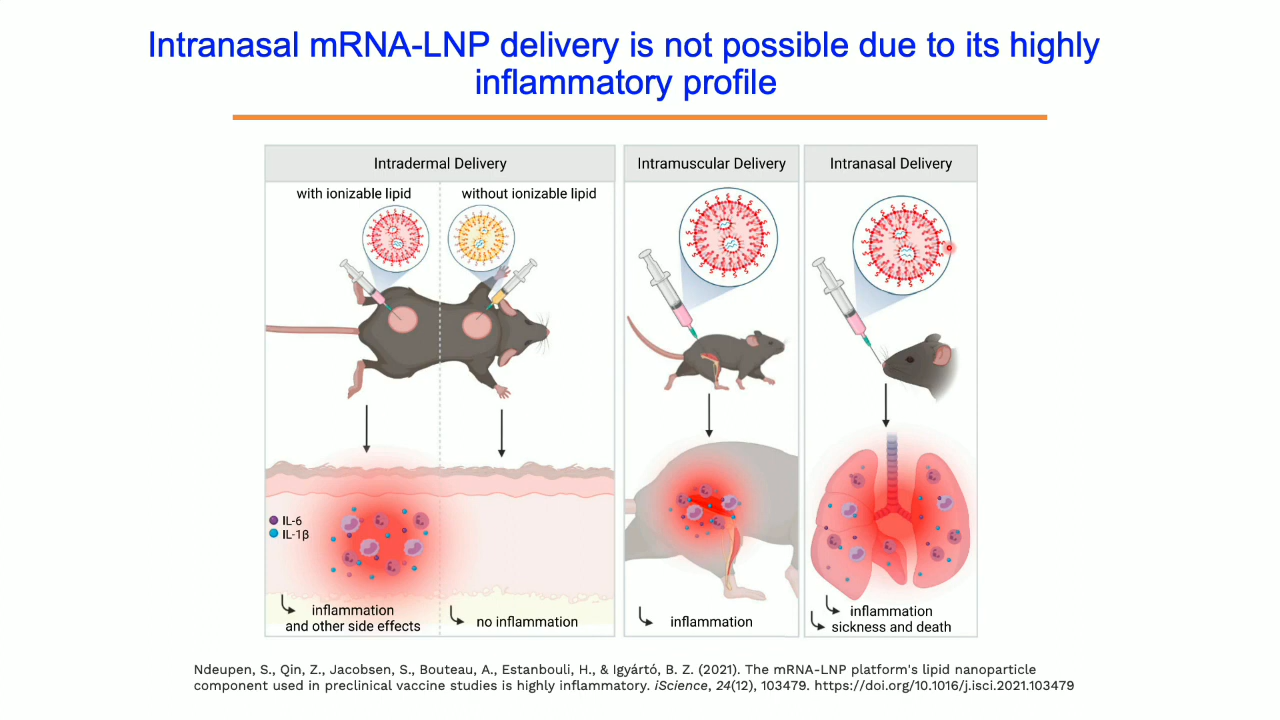 Intranasal mRNA-LNP delivery is not possible due to its highly
inflammatory profile
Intradermal Delivery
with ionizable lipid
without ionizable lipid
IL-6
IL-1β
inflammation
and other side effects
no inflammation
Intramuscular Delivery
inflammation
Intranasal Delivery
inflammation
sickness and death
Ndeupen, S., Qin, Z., Jacobsen, S., Bouteau, A., Estanbouli, H., & Igyártó, B. Z. (2021). The mRNA-LNP platform's lipid nanoparticle
component used in preclinical vaccine studies is highly inflammatory. iScience, 24(12), 103479. https://doi.org/10.1016/j.isci.2021.103479